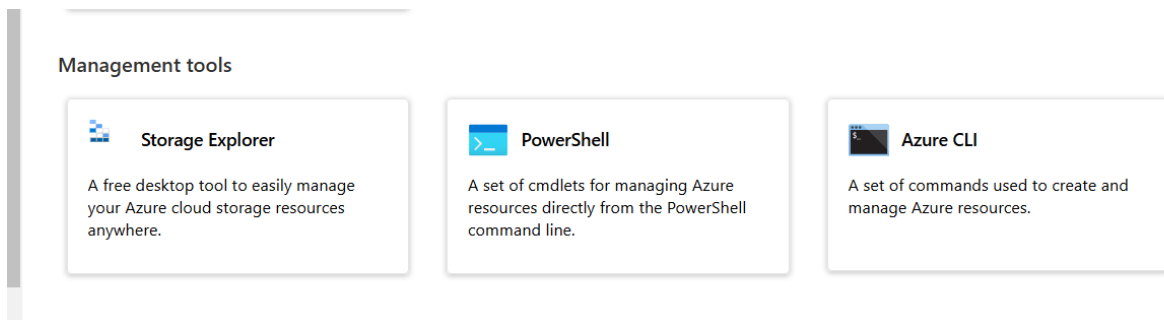 Management tools
Storage Explorer
A free desktop tool to easily manage
your Azure cloud storage resources
anywhere.
PowerShell
A set of cmdlets for managing Azure
resources directly from the PowerShell
command line.
Azure CLI
A set of commands used to create and
manage Azure resources.